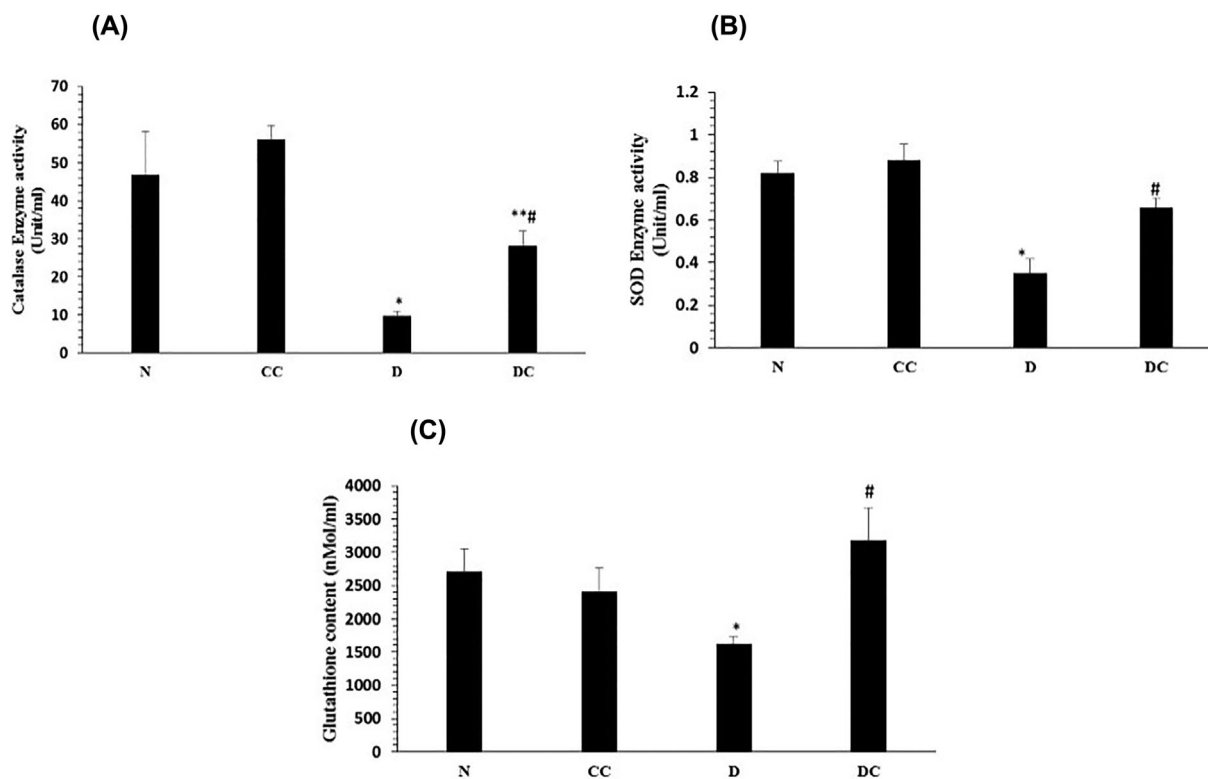 (A)
Catalase Enzyme activity
(Unit/ml)
70
60
50
40
30
20
10
0
*
**#
N CC D DC
(B)
SOD Enzyme activity
(Unit/ml)
1.2
1
0.8
0.6
0.4
0.2
0
*
#
N CC D DC
(C)
Glutathione content (nMol/ml)
4000
3500
3000
2500
2000
1500
1000
500
0
*
#
N CC D DC